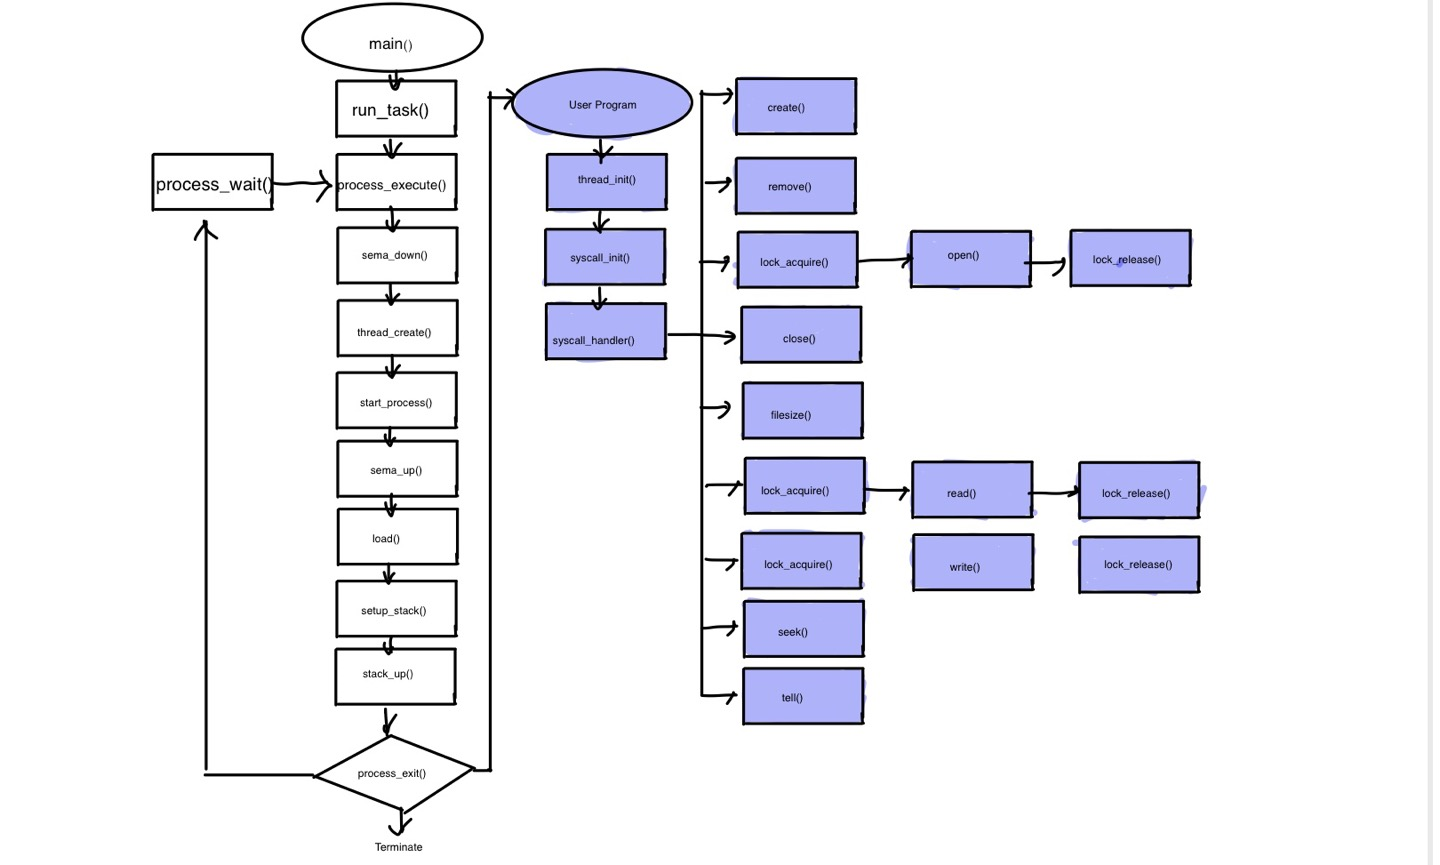 main()
run_task()
process_wait()
process_execute()
sema_down()
thread_create()
start_process()
sema_up()
load()
setup_stack()
stack_up()
process_exit()
Terminate
User Program
thread_init()
syscall_init()
syscall_handler()
create()
remove()
lock_acquire()
open()
lock_release()
close()
filesize()
lock_acquire()
read()
lock_release()
lock_acquire()
write()
lock_release()
seek()
tell()